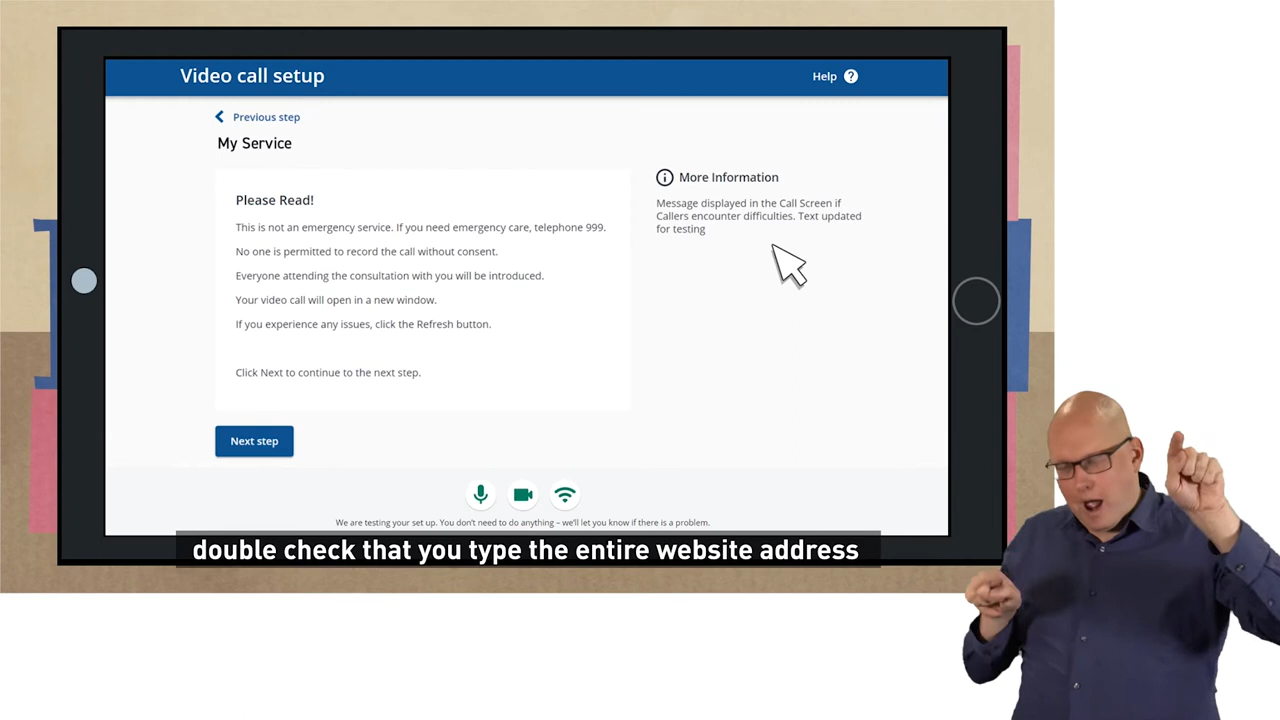 Video call setup
Help ?
Previous step
My Service
Please Read!
This is not an emergency service. If you need emergency care, telephone 999.
No one is permitted to record the call without consent.
Everyone attending the consultation with you will be introduced.
Your video call will open in a new window.
If you experience any issues, click the Refresh button.
Click Next to continue to the next step.
Next step
More Information
Message displayed in the Call Screen if
Callers encounter difficulties. Text updated
for testing
We are testing your set up. You don't need to do anything – we'll let you know if there is a problem.
double check that you type the entire website address